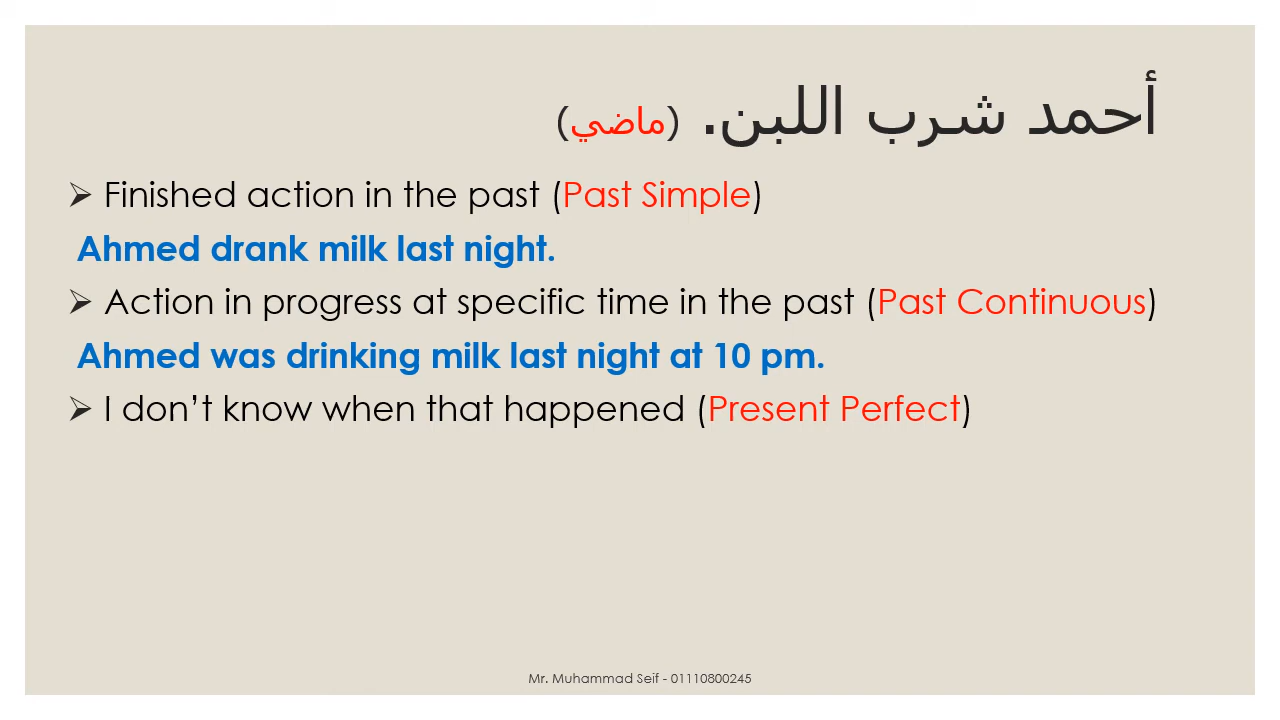 أحمد شرب اللبن. (ماضي)
➢ Finished action in the past (Past Simple)
Ahmed drank milk last night.
➢ Action in progress at specific time in the past (Past Continuous)
Ahmed was drinking milk last night at 10 pm.
➢ I don’t know when that happened (Present Perfect)
Mr. Muhammad Seif - 01110800245